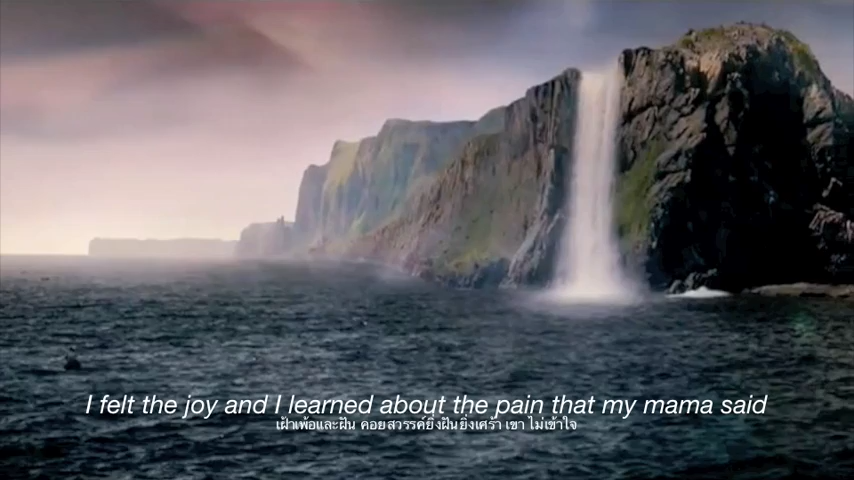 I felt the joy and I learned about the pain that my mama said
เฝ้าเพ้อและฝัน คอยสวรรค์ยิ่งฝันยิ่งเศร้า เขา ไม่เข้าใจ